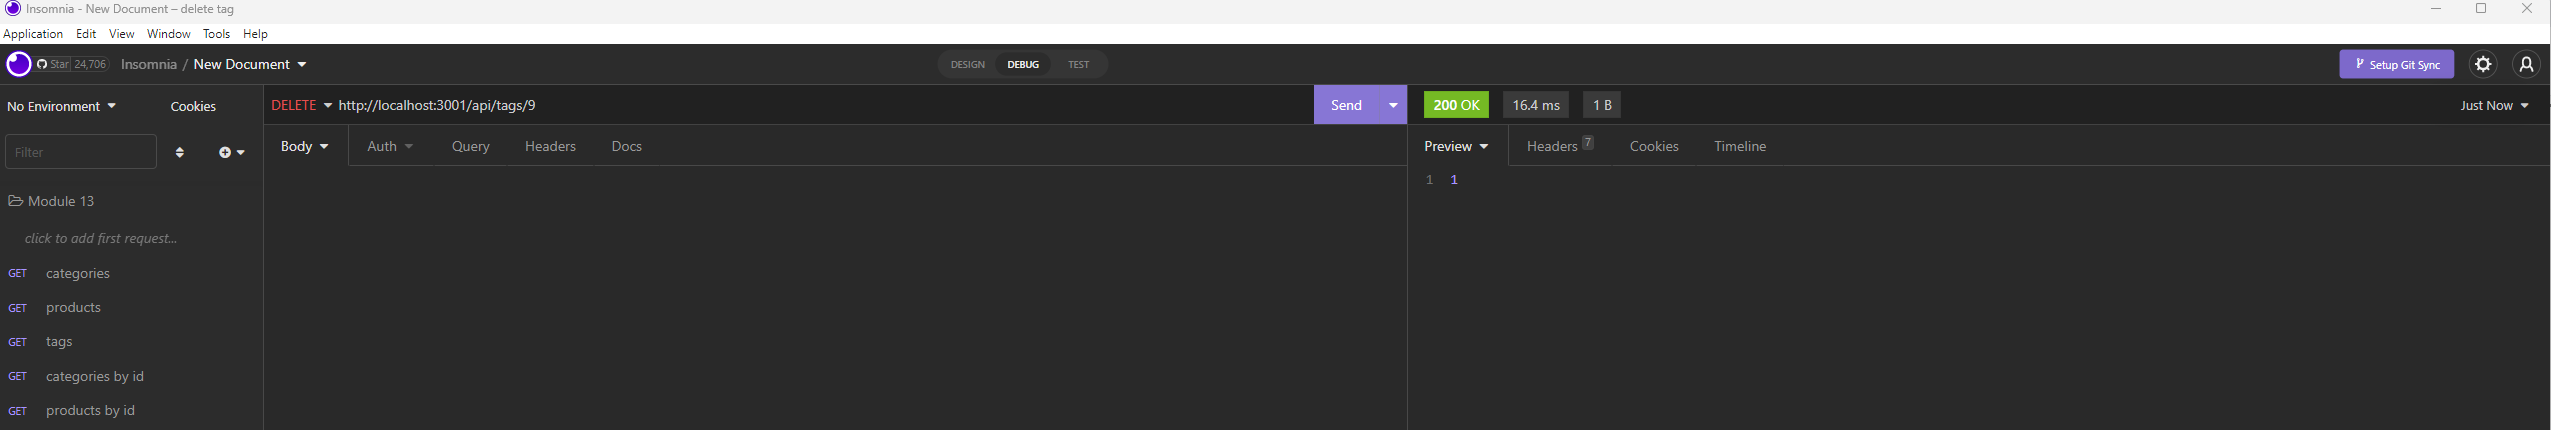 Insomnia - New Document – delete tag
Application Edit View Window Tools Help
Star 24,706 Insomnia / New Document DESIGN DEBUG TEST Setup Git Sync
No Environment Cookies DELETE http://localhost:3001/api/tags/9 Send 200 OK 16.4 ms 1 B Just Now
Filter Body Auth Query Headers Docs Preview Headers 7 Cookies Timeline
1 1
Module 13
click to add first request...
GET categories
GET products
GET tags
GET categories by id
GET products by id